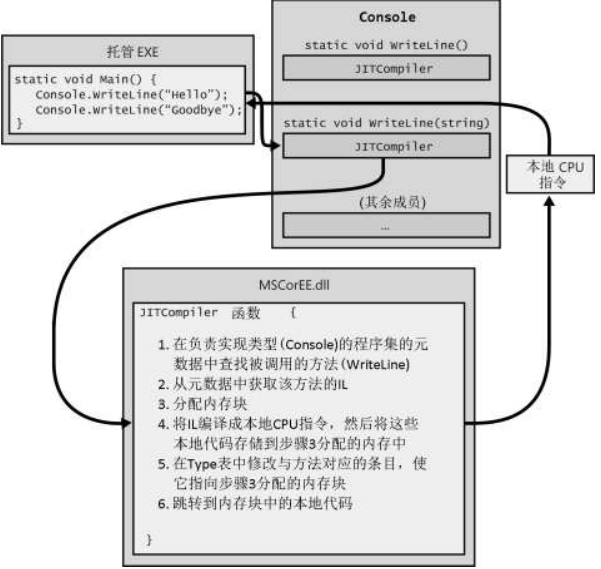 Console
static void WriteLine()
JITCompiler
托管 EXE
static void Main() {
Console.WriteLine(“Hello”);
Console.WriteLine(“Goodbye”);
}
static void WriteLine(string)
JITCompiler
(其余成员)
…
本地 CPU
指令
MSCorEE.dll
JITCompiler 函数 {
1. 在负责实现类型(Console)的程序集的元
数据中查找被调用的方法(WriteLine)
2. 从元数据中获取该方法的IL
3. 分配内存块
4. 将IL编译成本地CPU指令，然后将这些
本地代码存储到步骤3分配的内存中
5. 在Type表中修改与方法对应的条目，使
它指向步骤3分配的内存块
6. 跳转到内存块中的本地代码
}